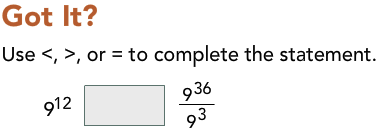 Got It?
Use <, >, or = to complete the statement.
9¹² 9³⁶/9³